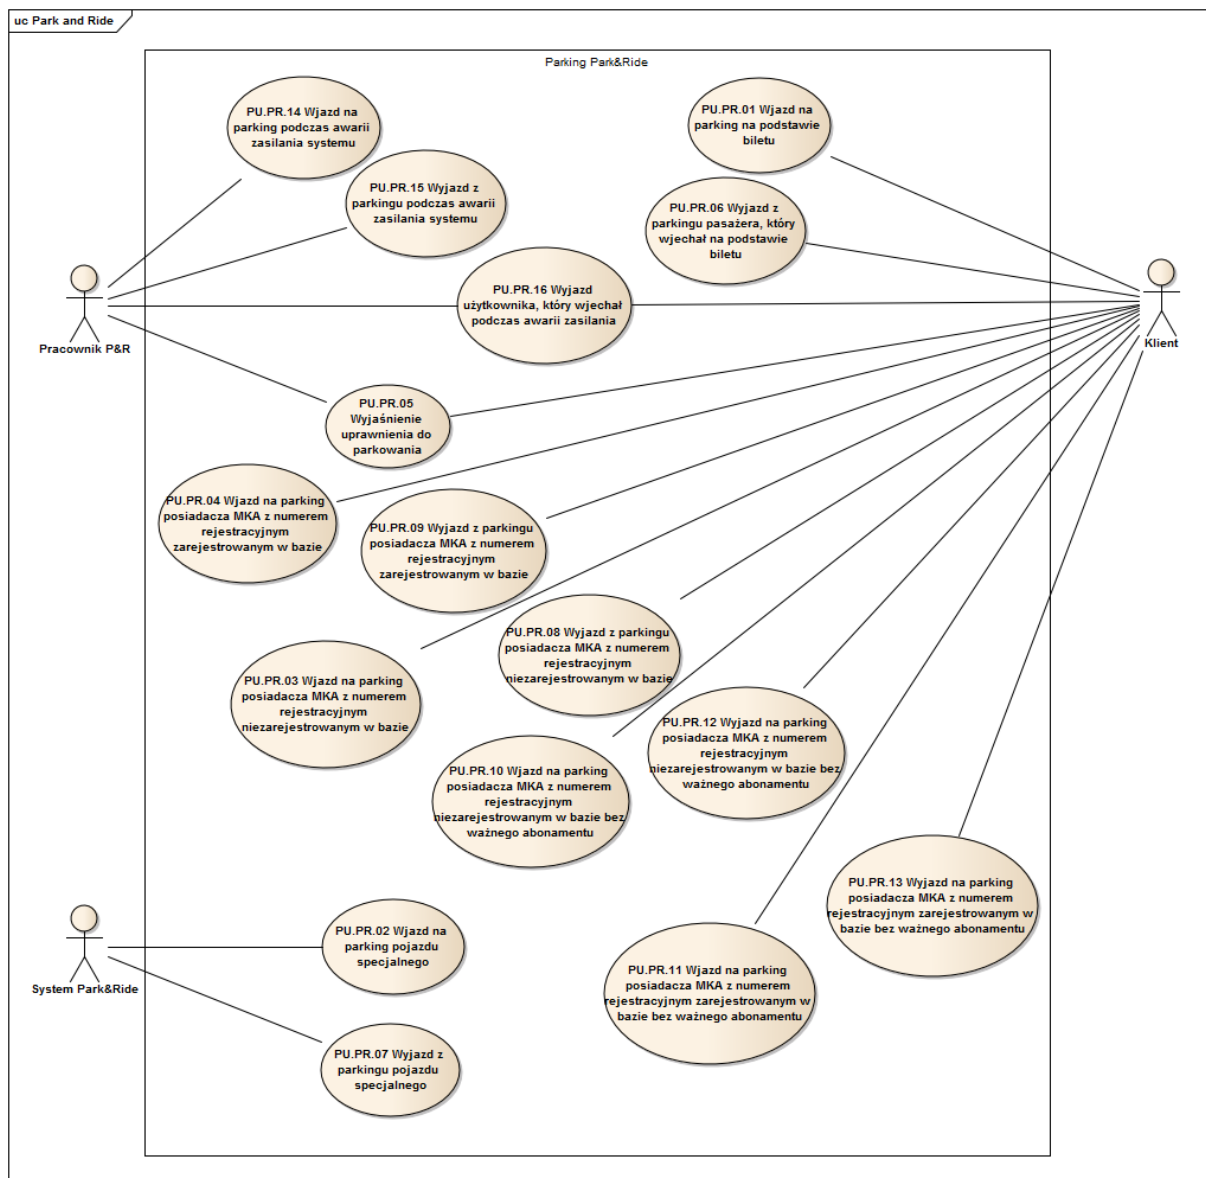 uc Park and Ride
Parking Park&Ride
PU.PR.14 Wjazd na
parking podczas awarii
zasilania systemu
PU.PR.01 Wjazd na
parking na podstawie
biletu
PU.PR.15 Wyjazd z
parkingu podczas awarii
zasilania systemu
PU.PR.06 Wyjazd z
parkingu pasażera, który
wjechał na podstawie
biletu
PU.PR.16 Wyjazd
użytkownika, który wjechał
podczas awarii zasilania
Pracownik P&R
Klient
PU.PR.05
Wyjaśnienie
uprawnienia do
parkowania
PU.PR.04 Wjazd na parking
posiadacza MKA z numerem
rejestracyjnym
zarejestrowanym w bazie
PU.PR.09 Wyjazd z parkingu
posiadacza MKA z numerem
rejestracyjnym
zarejestrowanym w bazie
PU.PR.08 Wyjazd z parkingu
posiadacza MKA z numerem
rejestracyjnym
niezarejestrowanym w bazie
PU.PR.03 Wjazd na parking
posiadacza MKA z numerem
rejestracyjnym
niezarejestrowanym w bazie
PU.PR.12 Wyjazd na parking
posiadacza MKA z numerem
rejestracyjnym
niezarejestrowanym w bazie bez
ważnego abonamentu
PU.PR.10 Wjazd na parking
posiadacza MKA z numerem
rejestracyjnym
niezarejestrowanym w bazie bez
ważnego abonamentu
PU.PR.13 Wyjazd na parking
posiadacza MKA z numerem
rejestracyjnym zarejestrowanym w
bazie bez ważnego abonamentu
PU.PR.02 Wjazd na
parking pojazdu
specjalnego
System Park&Ride
PU.PR.11 Wjazd na parking
posiadacza MKA z numerem
rejestracyjnym zarejestrowanym w
bazie bez ważnego abonamentu
PU.PR.07 Wyjazd z
parkingu pojazdu
specjalnego